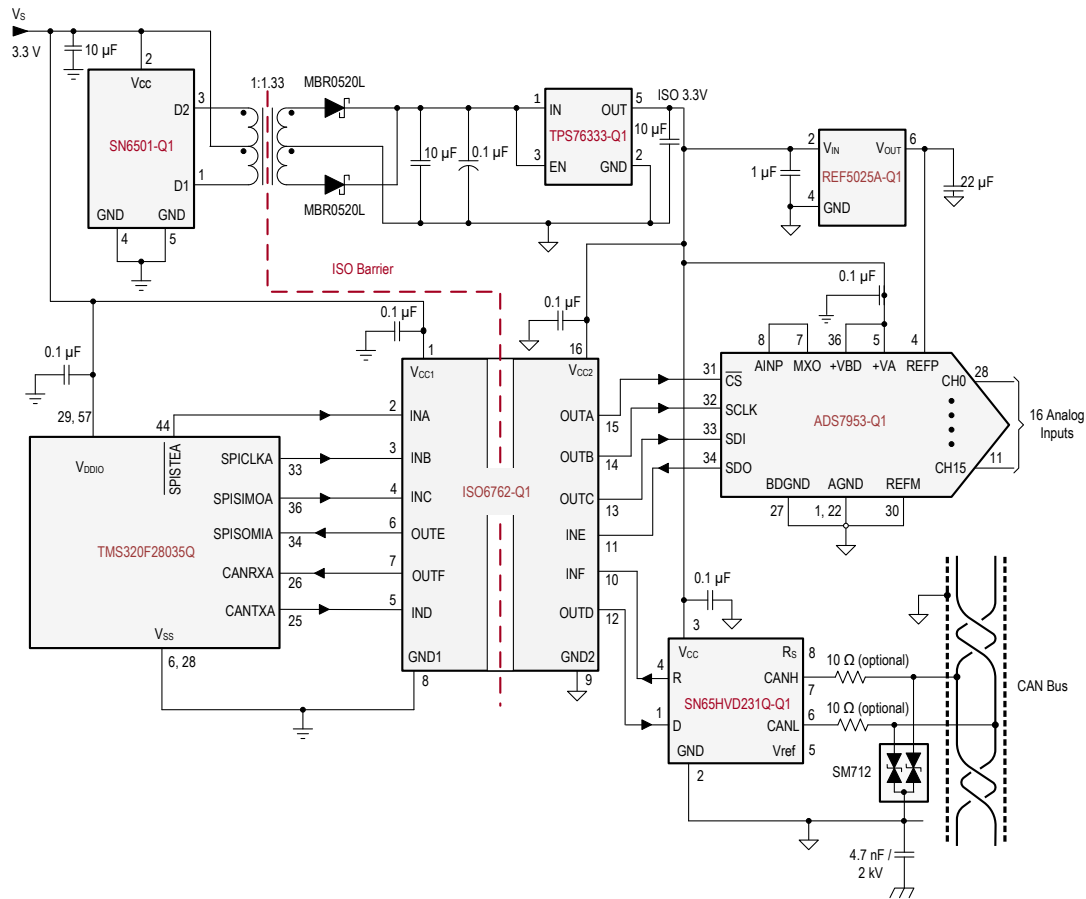 VS
3.3 V
10 µF
2
Vcc
D2
3
SN6501-Q1
D1
1
GND
GND
4
5
1:1.33
MBR0520L
MBR0520L
10 µF
0.1 µF
1
IN
OUT
5
TPS76333-Q1
3
EN
GND
2
ISO 3.3V
10 µF
1 µF
2
VIN
VOUT
6
REF5025A-Q1
4
GND
22 µF
ISO Barrier
0.1 µF
0.1 µF
0.1 µF
0.1 µF
29, 57
44
VDDIO
SPISTEA
SPICLKA
33
SPISIMOA
36
SPISOMIA
34
TMS320F28035Q
CANRXA
26
CANTXA
25
VSS
6, 28
1
VCC1
2
INA
3
INB
4
INC
6
OUTE
7
OUTF
5
IND
GND1
8
ISO6762-Q1
16
VCC2
OUTA
15
OUTB
14
OUTC
13
INE
11
INF
10
OUTD
12
GND2
9
8
7
36
5
4
AINP
MXO
+VBD
+VA
REFP
31
CS
32
SCLK
33
SDI
34
SDO
ADS7953-Q1
CH0
28
CH15
11
16 Analog
Inputs
BDGND
AGND
REFM
27
1, 22
30
0.1 µF
3
VCC
RS
8
4
R
CANH
7
SN65HVD231Q-Q1
1
D
CANL
6
GND
Vref
5
2
10 Ω (optional)
10 Ω (optional)
SM712
CAN Bus
4.7 nF /
2 kV